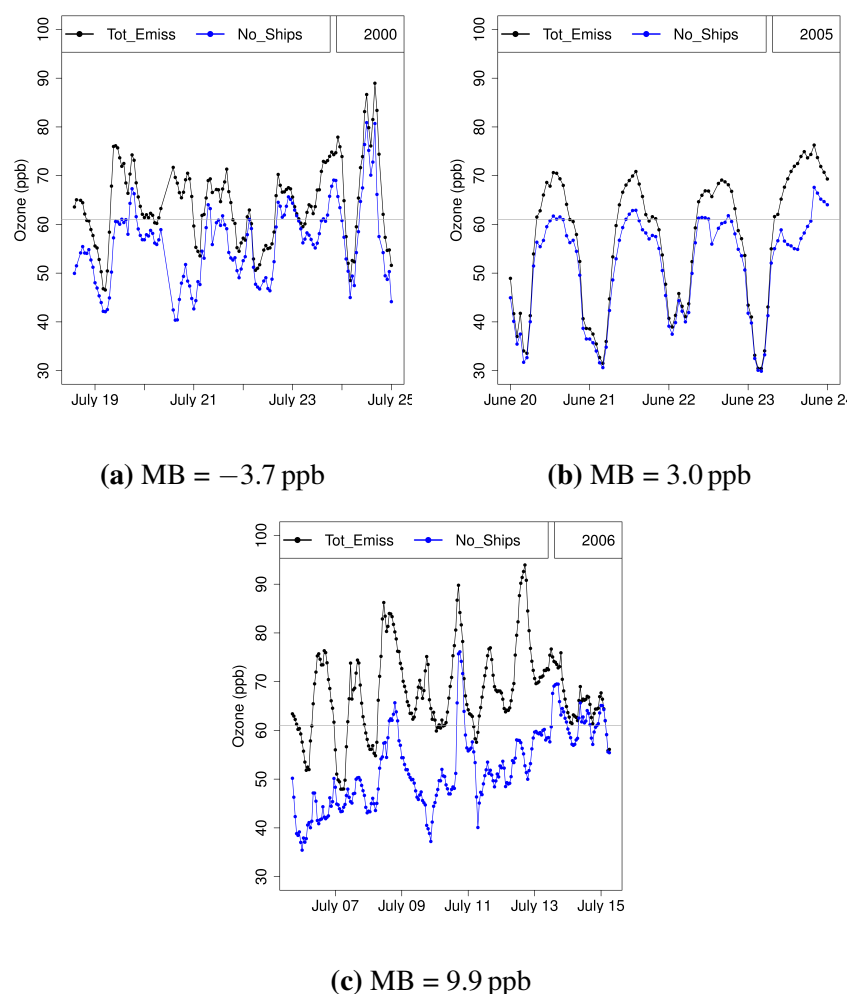 Tot_Emiss No_Ships 2000
100
90
80
70
60
50
40
30
Ozone (ppb)
July 19 July 21 July 23 July 25
(a) MB = −3.7 ppb
Tot_Emiss No_Ships 2005
100
90
80
70
60
50
40
30
Ozone (ppb)
June 20 June 21 June 22 June 23 June 24
(b) MB = 3.0 ppb
Tot_Emiss No_Ships 2006
100
90
80
70
60
50
40
30
Ozone (ppb)
July 07 July 09 July 11 July 13 July 15
(c) MB = 9.9 ppb